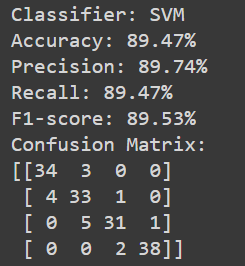 Classifier: SVM
Accuracy: 89.47%
Precision: 89.74%
Recall: 89.47%
F1-score: 89.53%
Confusion Matrix:
[[34  3  0  0]
 [ 4 33  1  0]
 [ 0  5 31  1]
 [ 0  0  2 38]]